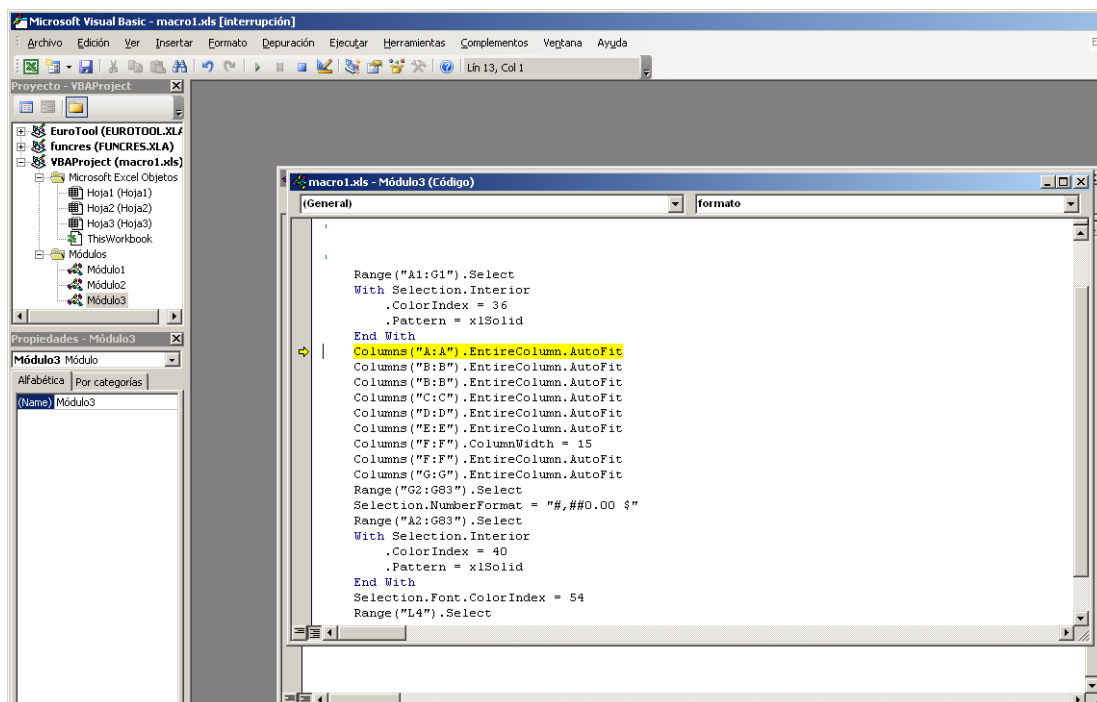 Microsoft Visual Basic - macro1.xls [interrupción]
Archivo Edición Ver Insertar Formato Depuración Ejecutar Herramientas Complementos Ventana Ayuda
Lín 13, Col 1
Proyecto - VBAProject
EuroTool (EUROTOOL.XLA
funcres (FUNCRES.XLA)
VBAProject (macro1.xls)
Microsoft Excel Objetos
Hoja1 (Hoja1)
Hoja2 (Hoja2)
Hoja3 (Hoja3)
ThisWorkbook
Módulos
Módulo1
Módulo2
Módulo3
Propiedades - Módulo3
Módulo3 Módulo
Alfabética Por categorías
(Name) Módulo3
macro1.xls - Módulo3 (Código)
(General) formato
'
'
Range("A1:G1").Select
With Selection.Interior
.ColorIndex = 36
.Pattern = xlSolid
End With
Columns("A:A").EntireColumn.AutoFit
Columns("B:B").EntireColumn.AutoFit
Columns("B:B").EntireColumn.AutoFit
Columns("C:C").EntireColumn.AutoFit
Columns("D:D").EntireColumn.AutoFit
Columns("E:E").EntireColumn.AutoFit
Columns("F:F").ColumnWidth = 15
Columns("F:F").EntireColumn.AutoFit
Columns("G:G").EntireColumn.AutoFit
Range("G2:G83").Select
Selection.NumberFormat = "#,##0.00 $"
Range("A2:G83").Select
With Selection.Interior
.ColorIndex = 40
.Pattern = xlSolid
End With
Selection.Font.ColorIndex = 54
Range("L4").Select